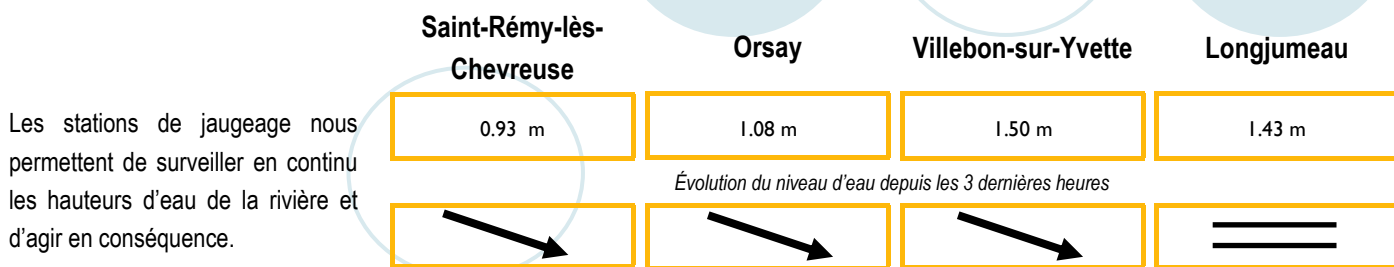 Saint-Rémy-lès-
Chevreuse
Orsay
Villebon-sur-Yvette
Longjumeau
Les stations de jaugeage nous
permettent de surveiller en continu
les hauteurs d'eau de la rivière et
d'agir en conséquence.
0.93 m
1.08 m
1.50 m
1.43 m
Évolution du niveau d'eau depuis les 3 dernières heures